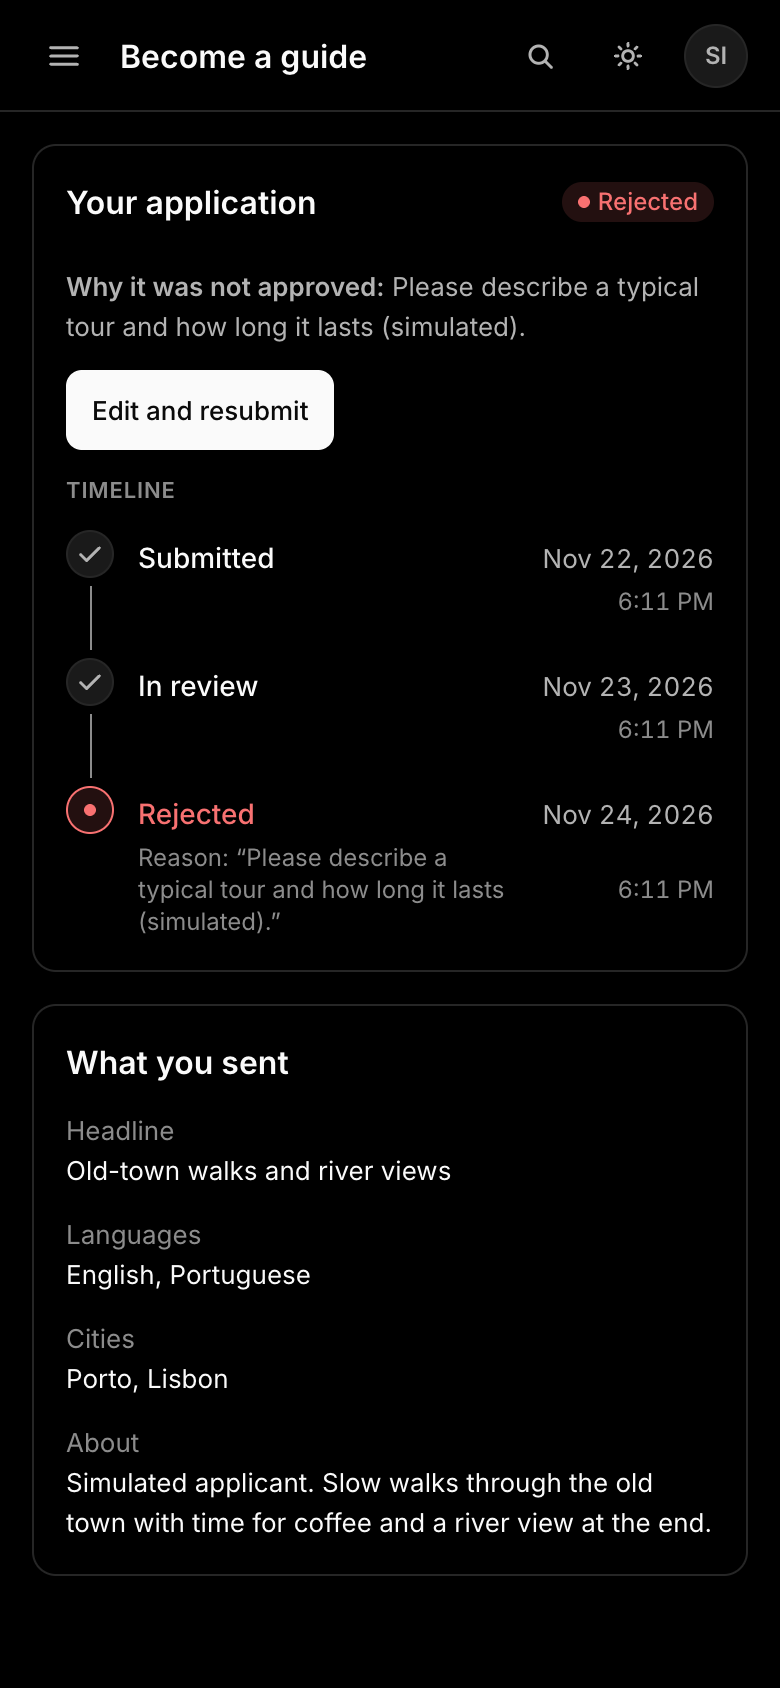 Become a guide
SI
Your application
Rejected
Why it was not approved: Please describe a typical
tour and how long it lasts (simulated).
Edit and resubmit
TIMELINE
Submitted
Nov 22, 2026
6:11 PM
In review
Nov 23, 2026
6:11 PM
Rejected
Nov 24, 2026
Reason: “Please describe a
typical tour and how long it lasts
(simulated).”
6:11 PM
What you sent
Headline
Old-town walks and river views
Languages
English, Portuguese
Cities
Porto, Lisbon
About
Simulated applicant. Slow walks through the old
town with time for coffee and a river view at the end.